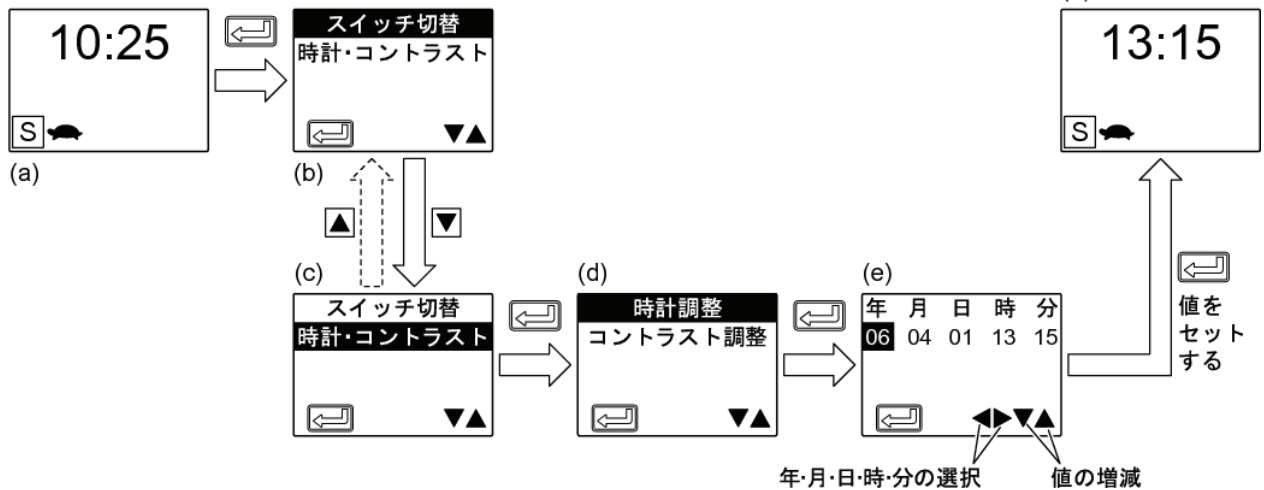 10:25
S
(a)
スイッチ切替
時計・コントラスト
▼▲
(b)
▲
▼
(c)
スイッチ切替
時計・コントラスト
▼▲
(d)
時計調整
コントラスト調整
▼▲
(e)
年 月 日 時 分
06 04 01 13 15
◀▶▼▲
年・月・日・時・分の選択
値の増減
13:15
S
値を
セット
する